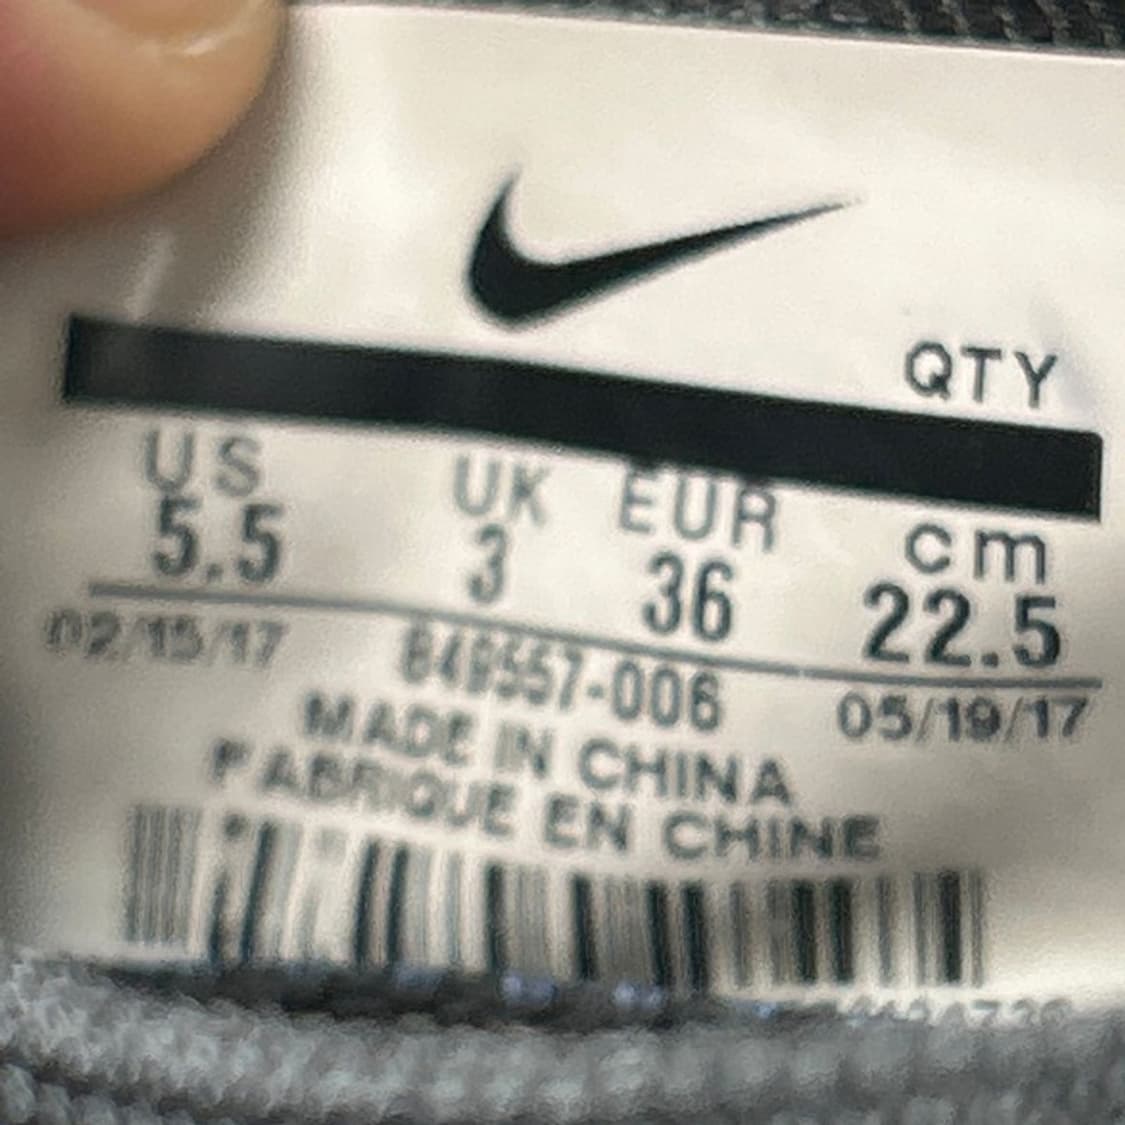 QTY
US UK EUR cm
5.5 3 36 22.5
02/15/17 849557-006 05/19/17
MADE IN CHINA
FABRIQUE EN CHINE